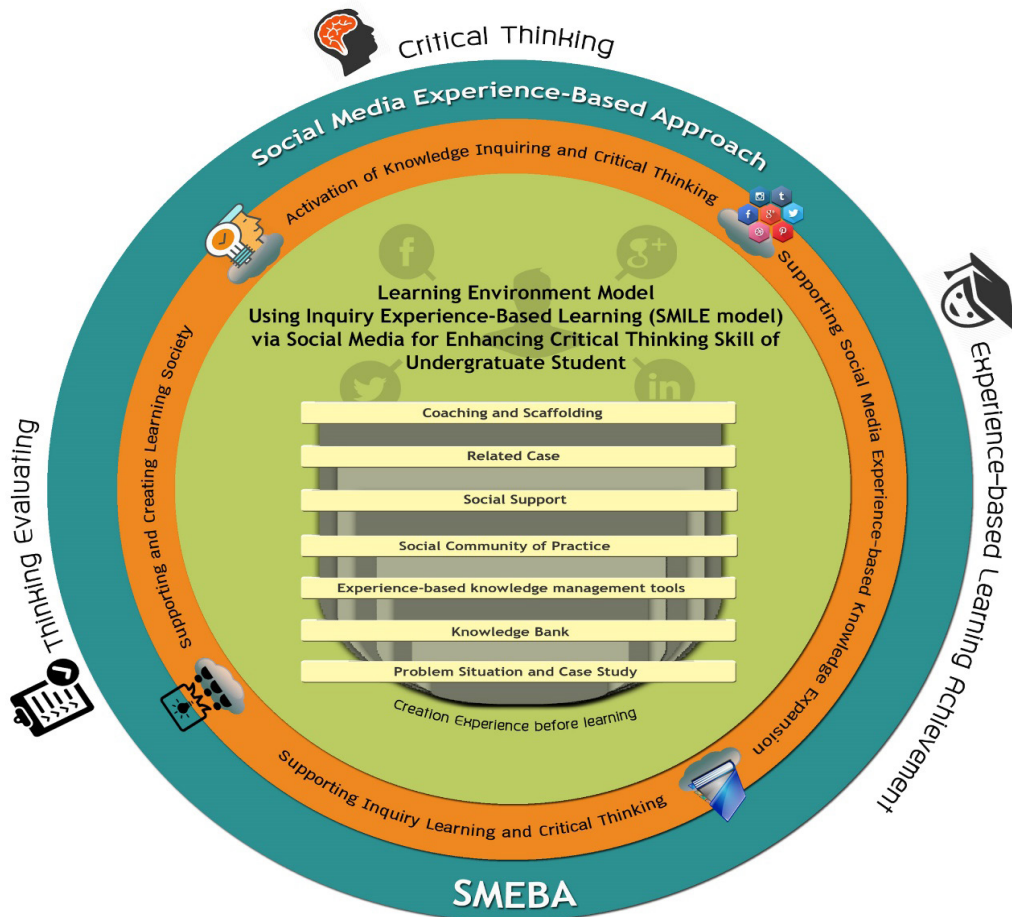 Critical Thinking
Social Media Experience-Based Approach
Activation of Knowledge Inquiring and Critical Thinking
Supporting Social Media Experience-based Knowledge Expansion
Experience-based Learning Achievement
Learning Environment Model
Using Inquiry Experience-Based Learning (SMILE model)
via Social Media for Enhancing Critical Thinking Skill of
Undergratuate Student
Coaching and Scaffolding
Related Case
Social Support
Social Community of Practice
Experience-based knowledge management tools
Knowledge Bank
Problem Situation and Case Study
Creation Experience before learning
Supporting and Creating Learning Society
Thinking Evaluating
Supporting Inquiry Learning and Critical Thinking
SMEBA